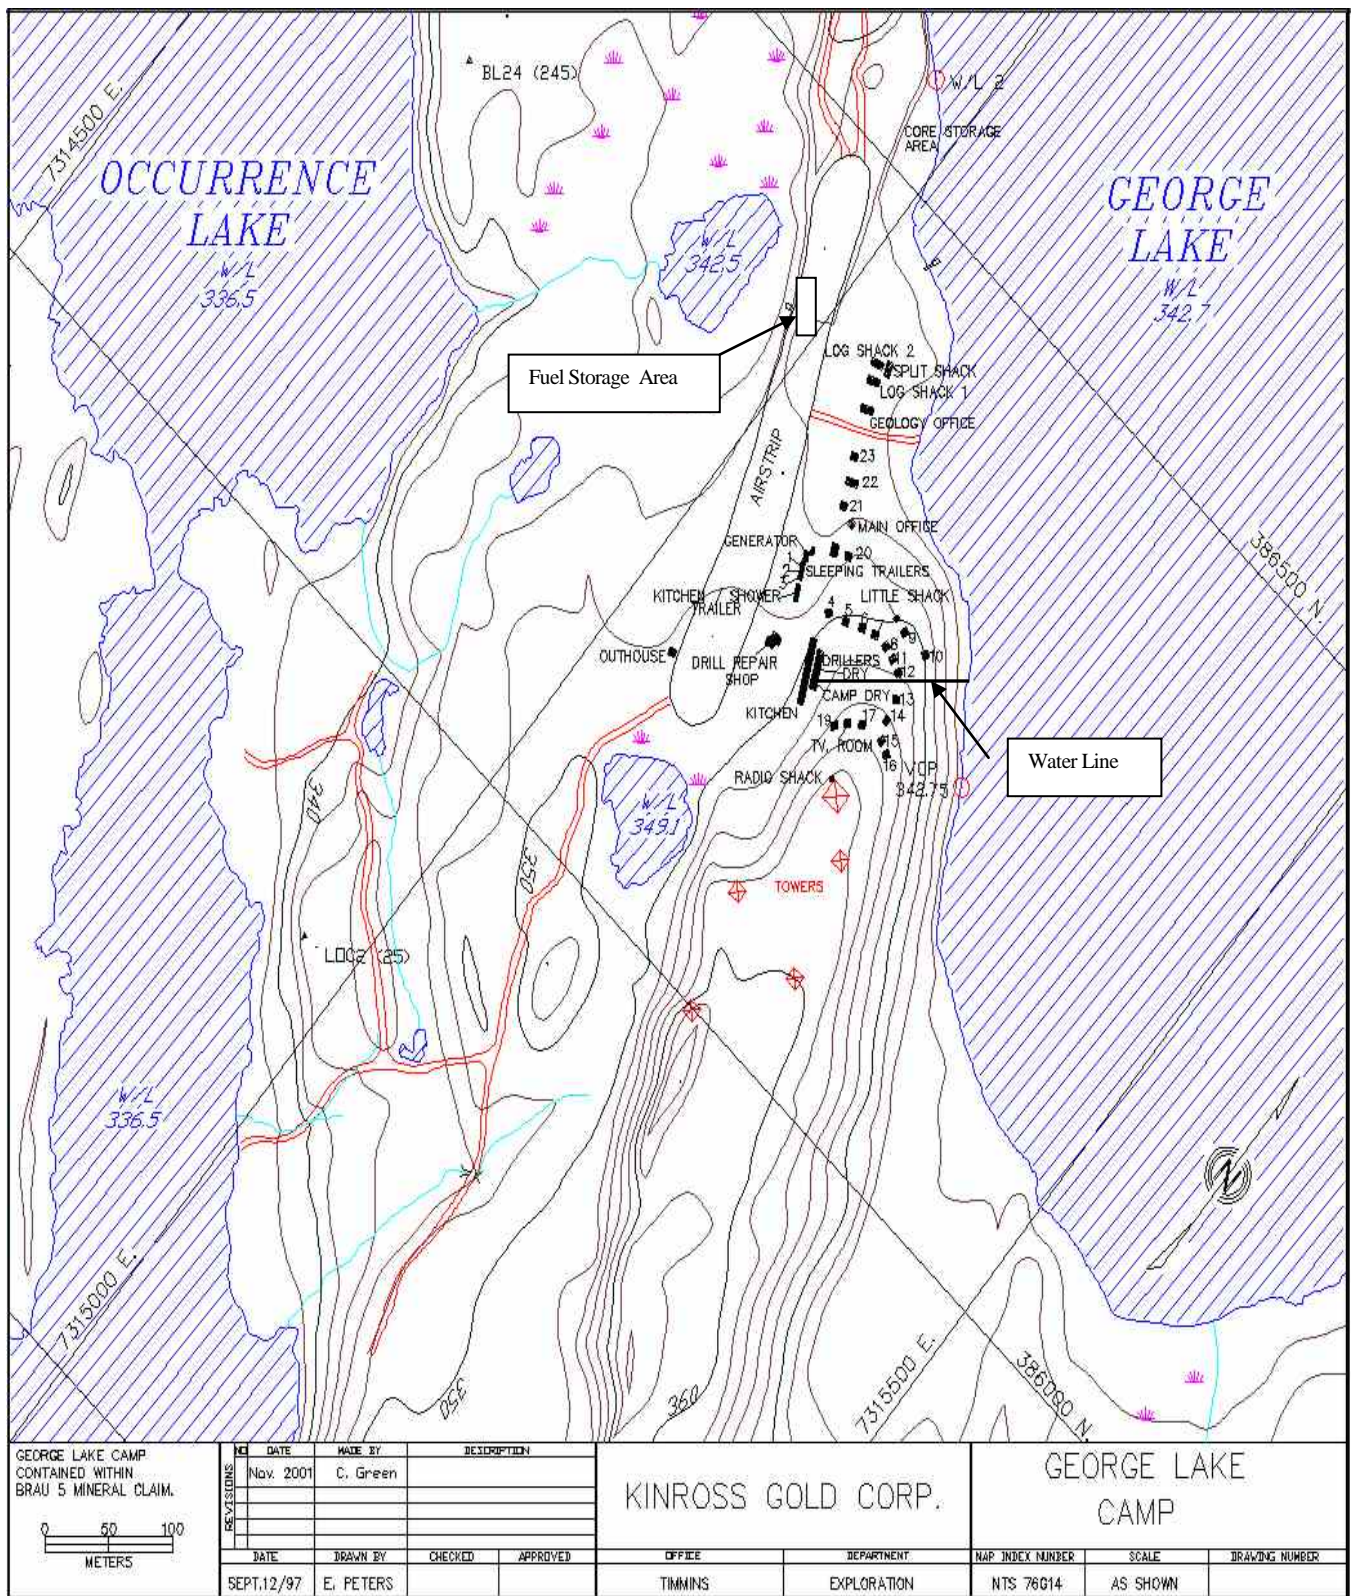 BL24 (245)
W/L 2
7314500 E.
CORE STORAGE
AREA
OCCURRENCE
LAKE
W/L
336.5
GEORGE
LAKE
W/L
342.7
W/L
342.5
Fuel Storage Area
LOG SHACK 2
SPLIT SHACK
LOG SHACK 1
GEOLOGY OFFICE
AIRSTRIP
23
22
21
MAIN OFFICE
GENERATOR
1
2
20
SLEEPING TRAILERS
386500 N.
KITCHEN SHOWER
TRAILER
LITTLE SHACK
4
5
6
7
8
9
10
11
12
OUTHOUSE
DRILL REPAIR
SHOP
DRILLERS
DRY
CAMP DRY
13
KITCHEN
19
17
14
TV. ROOM
15
16
Water Line
RADIO SHACK
342.75
340
W/L
349.1
350
TOWERS
LOC2 (25)
W/L
336.5
N
7315000 E.
350
360
7315500 E.
386000 N.
GEORGE LAKE CAMP
CONTAINED WITHIN
BRAU 5 MINERAL CLAIM.
0 50 100
METERS
REVISIONS
NO DATE MADE BY DESCRIPTION
Nov. 2001 C. Green
DATE DRAWN BY CHECKED APPROVED
SEPT.12/97 E. PETERS
KINROSS GOLD CORP.
OFFICE DEPARTMENT
TIMMINS EXPLORATION
GEORGE LAKE
CAMP
MAP INDEX NUMBER SCALE DRAWING NUMBER
NTS 76G14 AS SHOWN